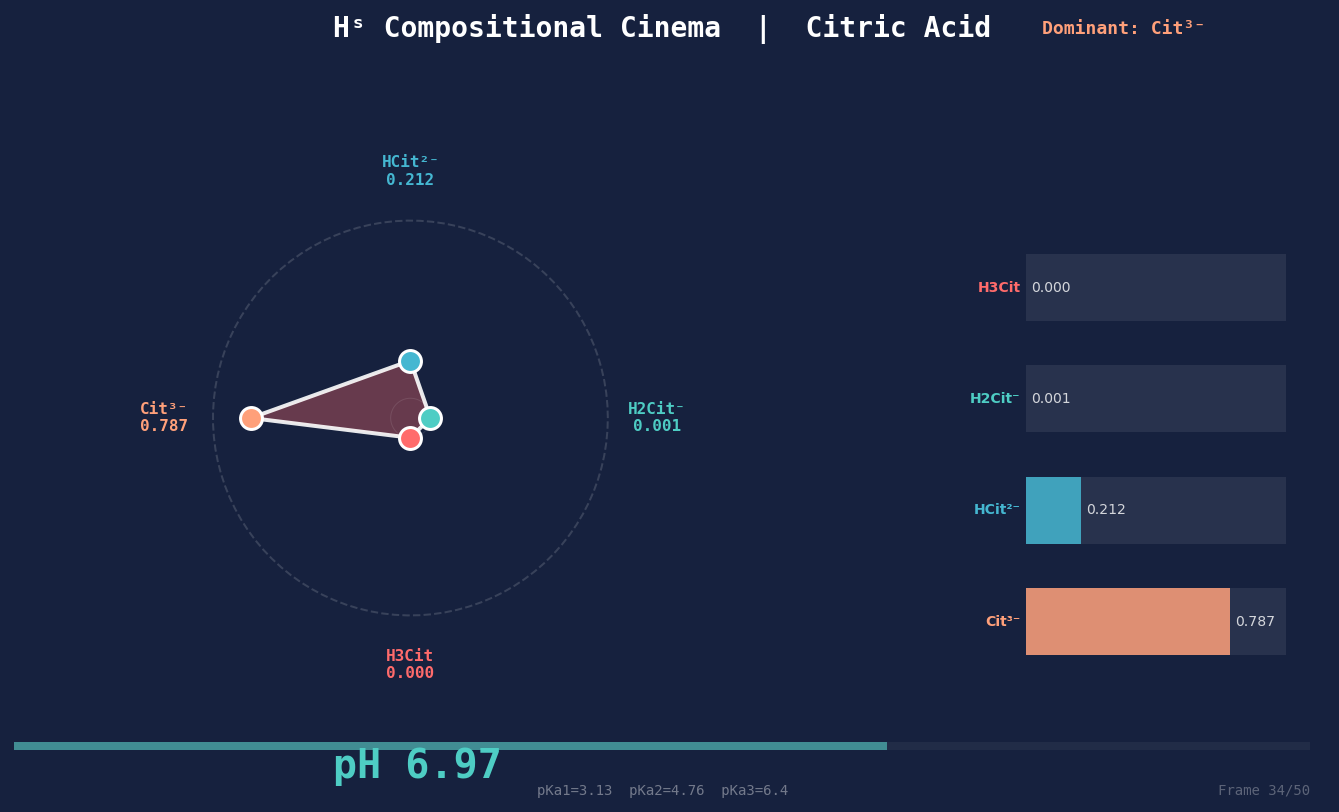 Hˢ Compositional Cinema | Citric Acid
Dominant: Cit³⁻
HCit²⁻
0.212
Cit³⁻
0.787
H2Cit⁻
0.001
H3Cit
0.000
H3Cit 0.000
H2Cit⁻ 0.001
HCit²⁻ 0.212
Cit³⁻ 0.787
pH 6.97
pKa1=3.13 pKa2=4.76 pKa3=6.4
Frame 34/50